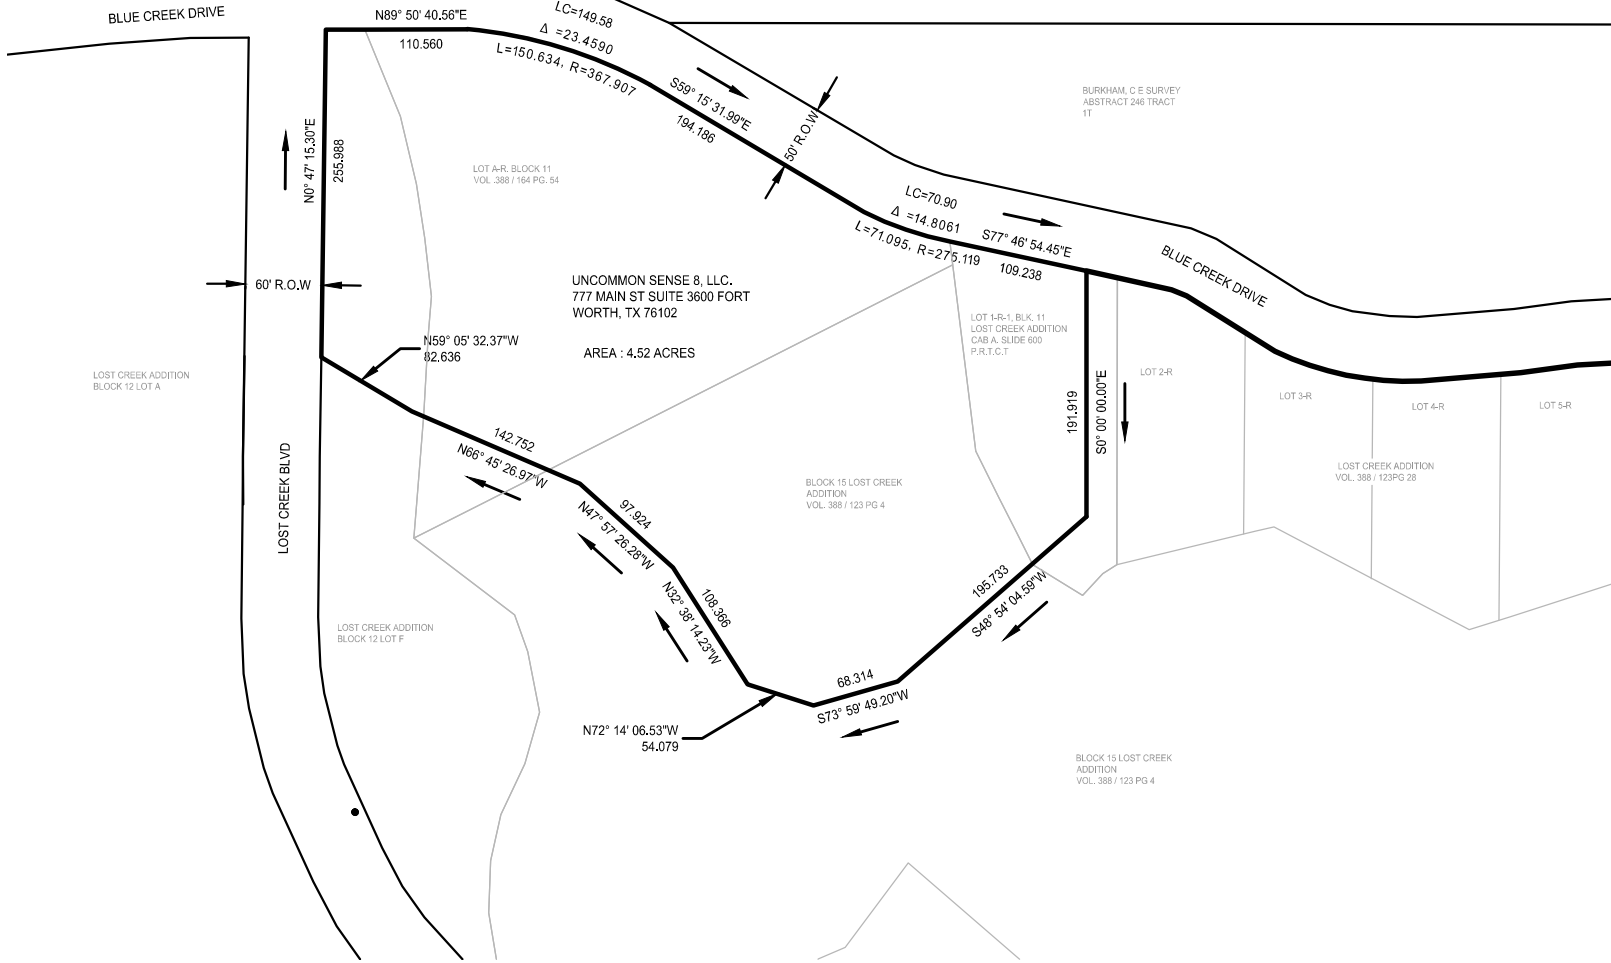 BLUE CREEK DRIVE
N89° 50' 40.56"E
110.560
LC=149.58
Δ =23.4590
L=150.634, R=367.907
S59° 15' 31.99"E
194.186
50' R.O.W
BURKHAM, C E SURVEY
ABSTRACT 246 TRACT
1T
N0° 47' 15.30"E
255.988
LOT A-R. BLOCK 11
VOL .388 / 164 PG. 54
LC=70.90
Δ =14.8061
L=71.095, R=275.119
S77° 46' 54.45"E
109.238
BLUE CREEK DRIVE
60' R.O.W
UNCOMMON SENSE 8, LLC.
777 MAIN ST SUITE 3600 FORT
WORTH, TX 76102
AREA : 4.52 ACRES
LOT 1-R-1, BLK. 11
LOST CREEK ADDITION
CAB A. SLIDE 600
P.R.T.C.T
N59° 05' 32.37"W
82.636
LOST CREEK ADDITION
BLOCK 12 LOT A
191.919
S0° 00' 00.00"E
LOT 2-R
LOT 3-R
LOT 4-R
LOT 5-R
142.752
N66° 45' 26.97"W
LOST CREEK BLVD
LOST CREEK ADDITION
VOL. 388 / 123PG 28
BLOCK 15 LOST CREEK
ADDITION
VOL. 388 / 123 PG 4
97.924
N47° 57' 26.28"W
108.366
N32° 38' 14.23"W
195.733
S48° 54' 04.59"W
LOST CREEK ADDITION
BLOCK 12 LOT F
68.314
S73° 59' 49.20"W
N72° 14' 06.53"W
54.079
BLOCK 15 LOST CREEK
ADDITION
VOL. 388 / 123 PG 4